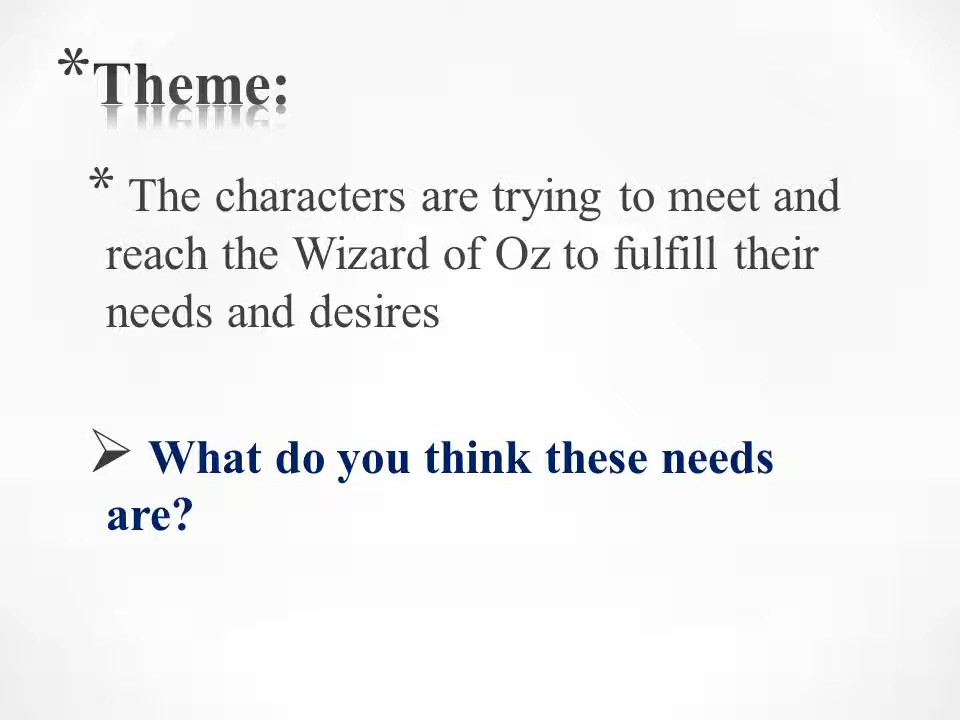 *Theme:
* The characters are trying to meet and
reach the Wizard of Oz to fulfill their
needs and desires
➢ What do you think these needs
are?